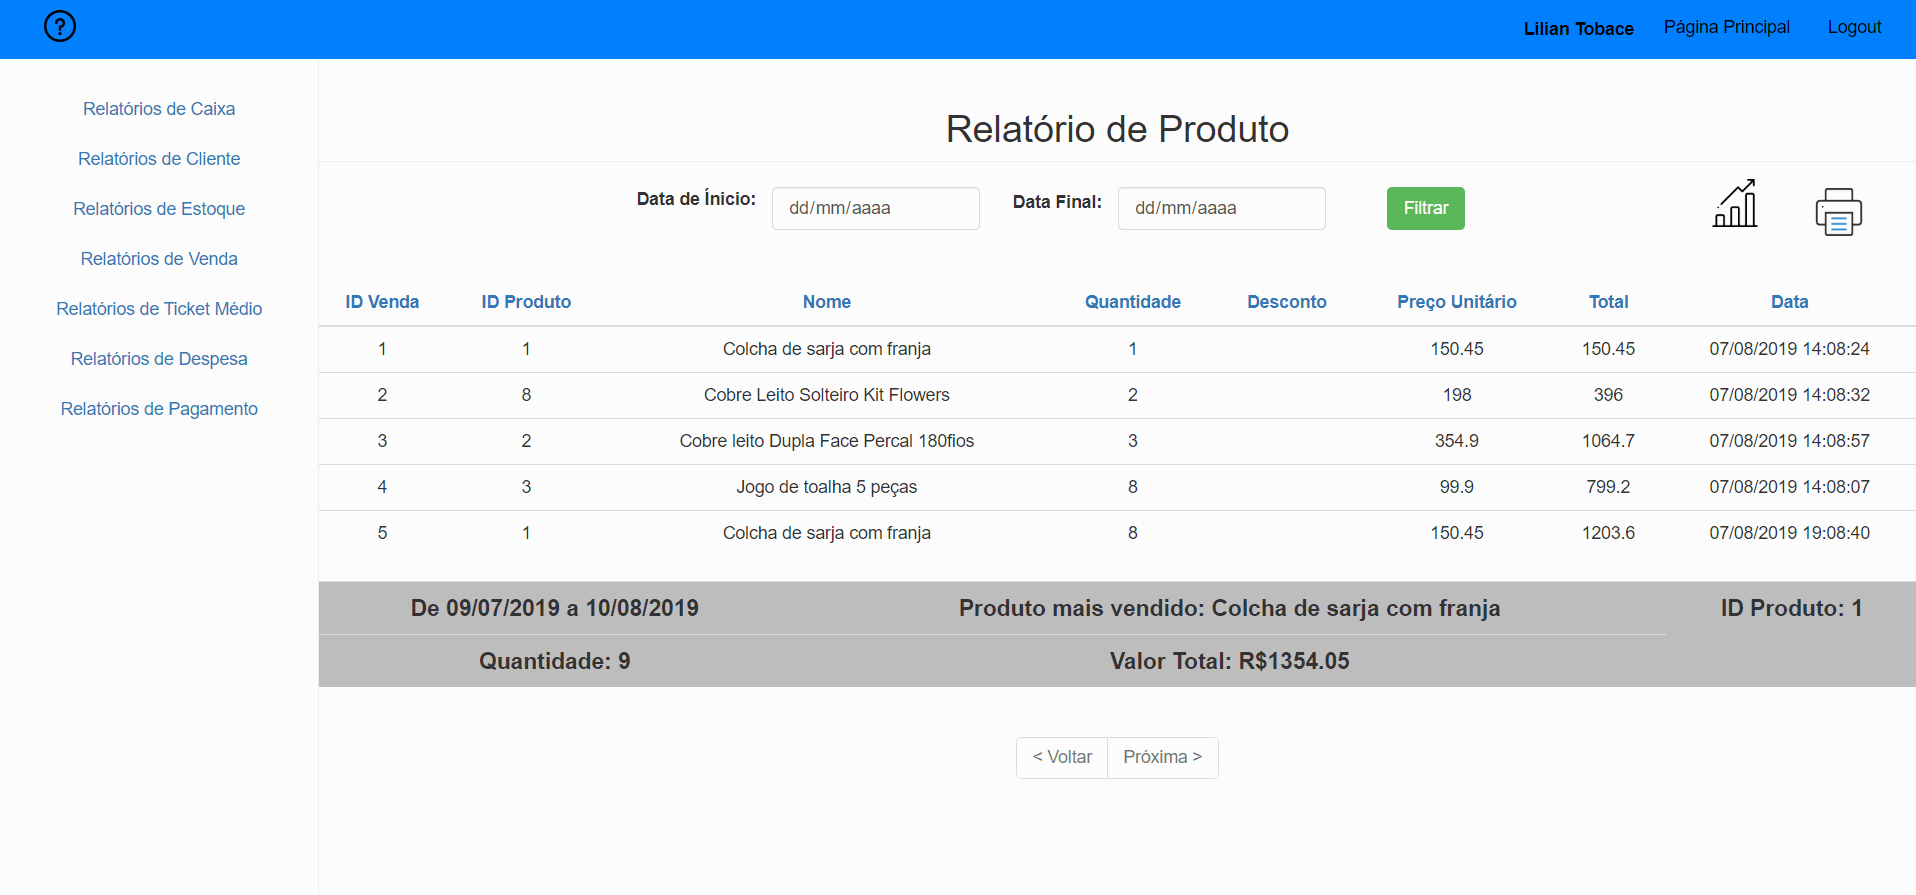 ?
Lilian Tobace Página Principal Logout
Relatórios de Caixa
Relatórios de Cliente
Relatórios de Estoque
Relatórios de Venda
Relatórios de Ticket Médio
Relatórios de Despesa
Relatórios de Pagamento
Relatório de Produto
Data de Ínicio: dd/mm/aaaa Data Final: dd/mm/aaaa Filtrar
ID Venda ID Produto Nome Quantidade Desconto Preço Unitário Total Data
1 1 Colcha de sarja com franja 1 150.45 150.45 07/08/2019 14:08:24
2 8 Cobre Leito Solteiro Kit Flowers 2 198 396 07/08/2019 14:08:32
3 2 Cobre leito Dupla Face Percal 180fios 3 354.9 1064.7 07/08/2019 14:08:57
4 3 Jogo de toalha 5 peças 8 99.9 799.2 07/08/2019 14:08:07
5 1 Colcha de sarja com franja 8 150.45 1203.6 07/08/2019 19:08:40
De 09/07/2019 a 10/08/2019 Produto mais vendido: Colcha de sarja com franja ID Produto: 1
Quantidade: 9 Valor Total: R$1354.05
< Voltar Próxima >